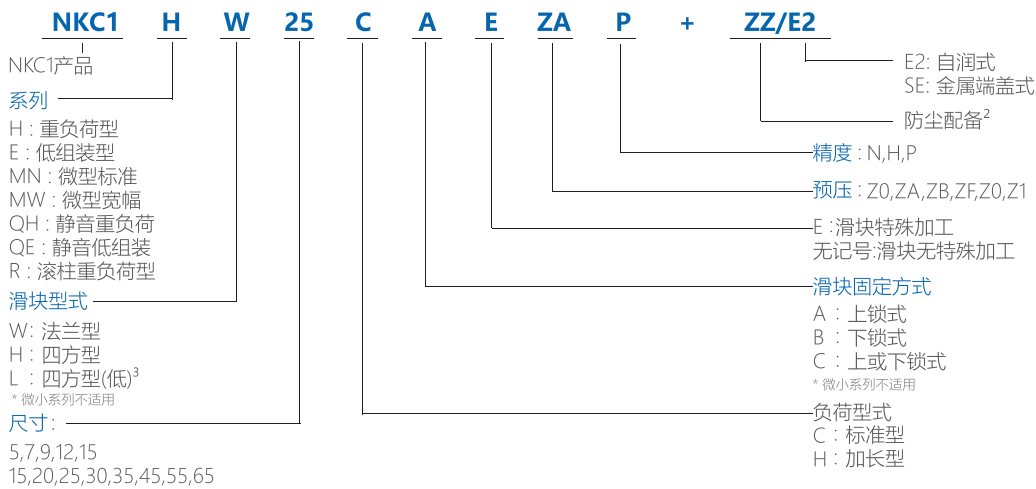 NKC1 H W 25 C A E ZA P + ZZ/E2
NKC1产品
系列
H : 重负荷型
E : 低组装型
MN : 微型标准
MW : 微型宽幅
QH : 静音重负荷
QE : 静音低组装
R : 滚柱重负荷型
滑块型式
W: 法兰型
H : 四方型
L : 四方型(低)3
* 微小系列不适用
尺寸:
5,7,9,12,15
15,20,25,30,35,45,55,65
E2: 自润式
SE: 金属端盖式
防尘配备2
精度 : N,H,P
预压 : Z0,ZA,ZB,ZF,Z0,Z1
E :滑块特殊加工
无记号:滑块无特殊加工
滑块固定方式
A : 上锁式
B : 下锁式
C : 上或下锁式
* 微小系列不适用
负荷型式
C : 标准型
H : 加长型